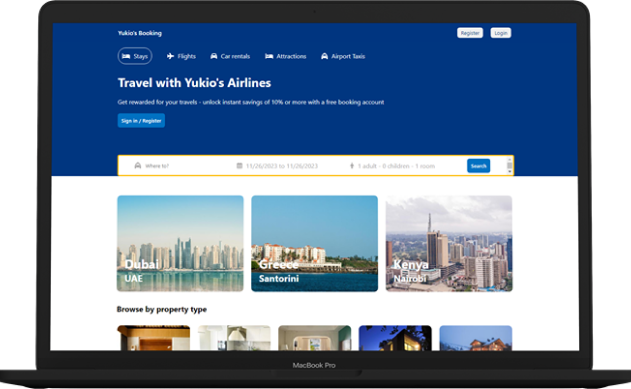 Yukio's Booking
Register Login
Stays Flights Car rentals Attractions Airport Taxis
Travel with Yukio's Airlines
Get rewarded for your travels - unlock instant savings of 10% or more with a free booking account
Sign in / Register
Where to? 11/26/2023 to 11/26/2023 1 adult · 0 children · 1 room Search
Dubai Greece Kenya
UAE Santorini Nairobi
Browse by property type
MacBook Pro